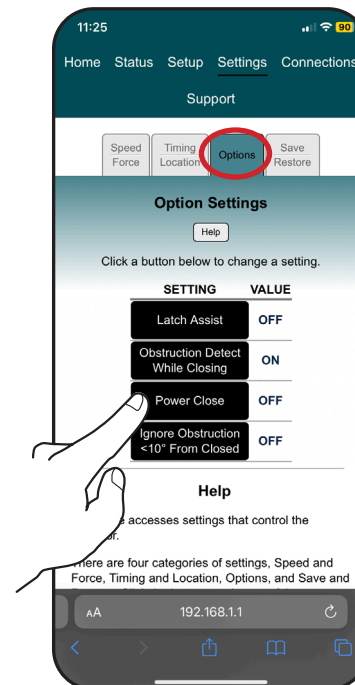 11:25
90
Home Status Setup Settings Connections
Support
Speed Force
Timing Location
Options
Save Restore
Option Settings
Help
Click a button below to change a setting.
SETTING VALUE
Latch Assist OFF
Obstruction Detect While Closing ON
Power Close OFF
Ignore Obstruction <10° From Closed OFF
Help
accesses settings that control the
There are four categories of settings, Speed and
Force, Timing and Location, Options, and Save and
AA 192.168.1.1